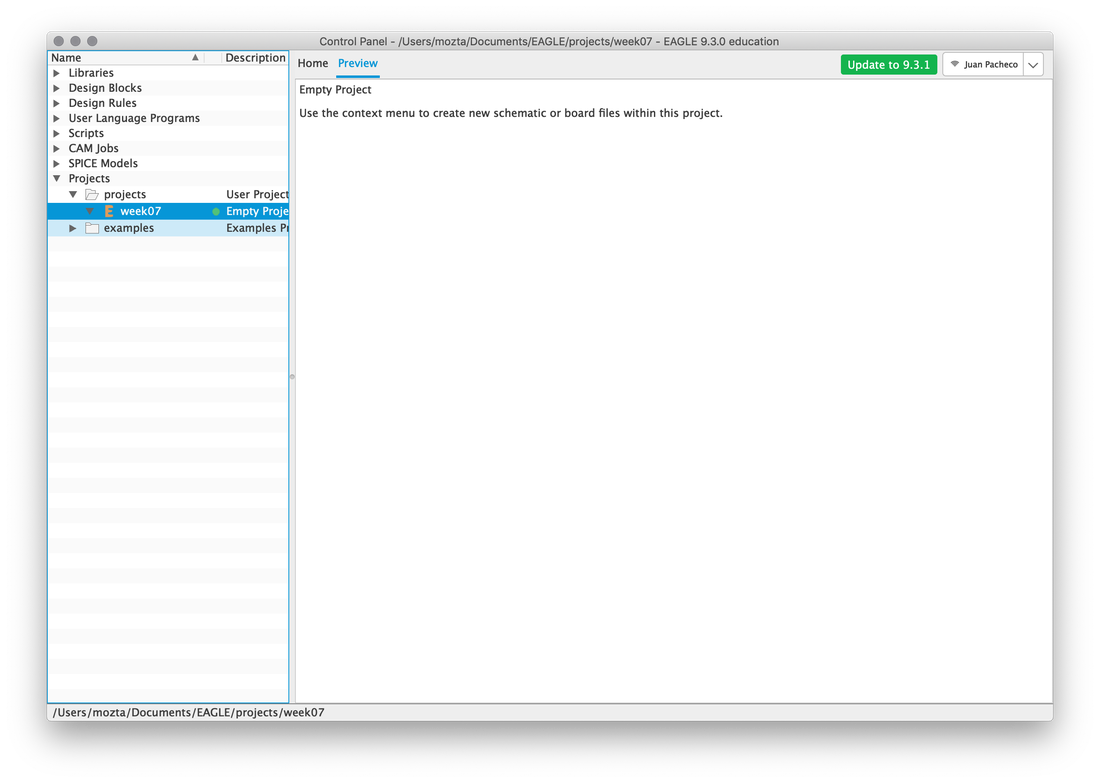 Control Panel - /Users/mozta/Documents/EAGLE/projects/week07 - EAGLE 9.3.0 education
Name Description
Home Preview
Update to 9.3.1
Juan Pacheco
Libraries
Design Blocks
Design Rules
User Language Programs
Scripts
CAM Jobs
SPICE Models
Projects
projects User Project
week07 Empty Proje
examples Examples Pr
Empty Project
Use the context menu to create new schematic or board files within this project.
/Users/mozta/Documents/EAGLE/projects/week07